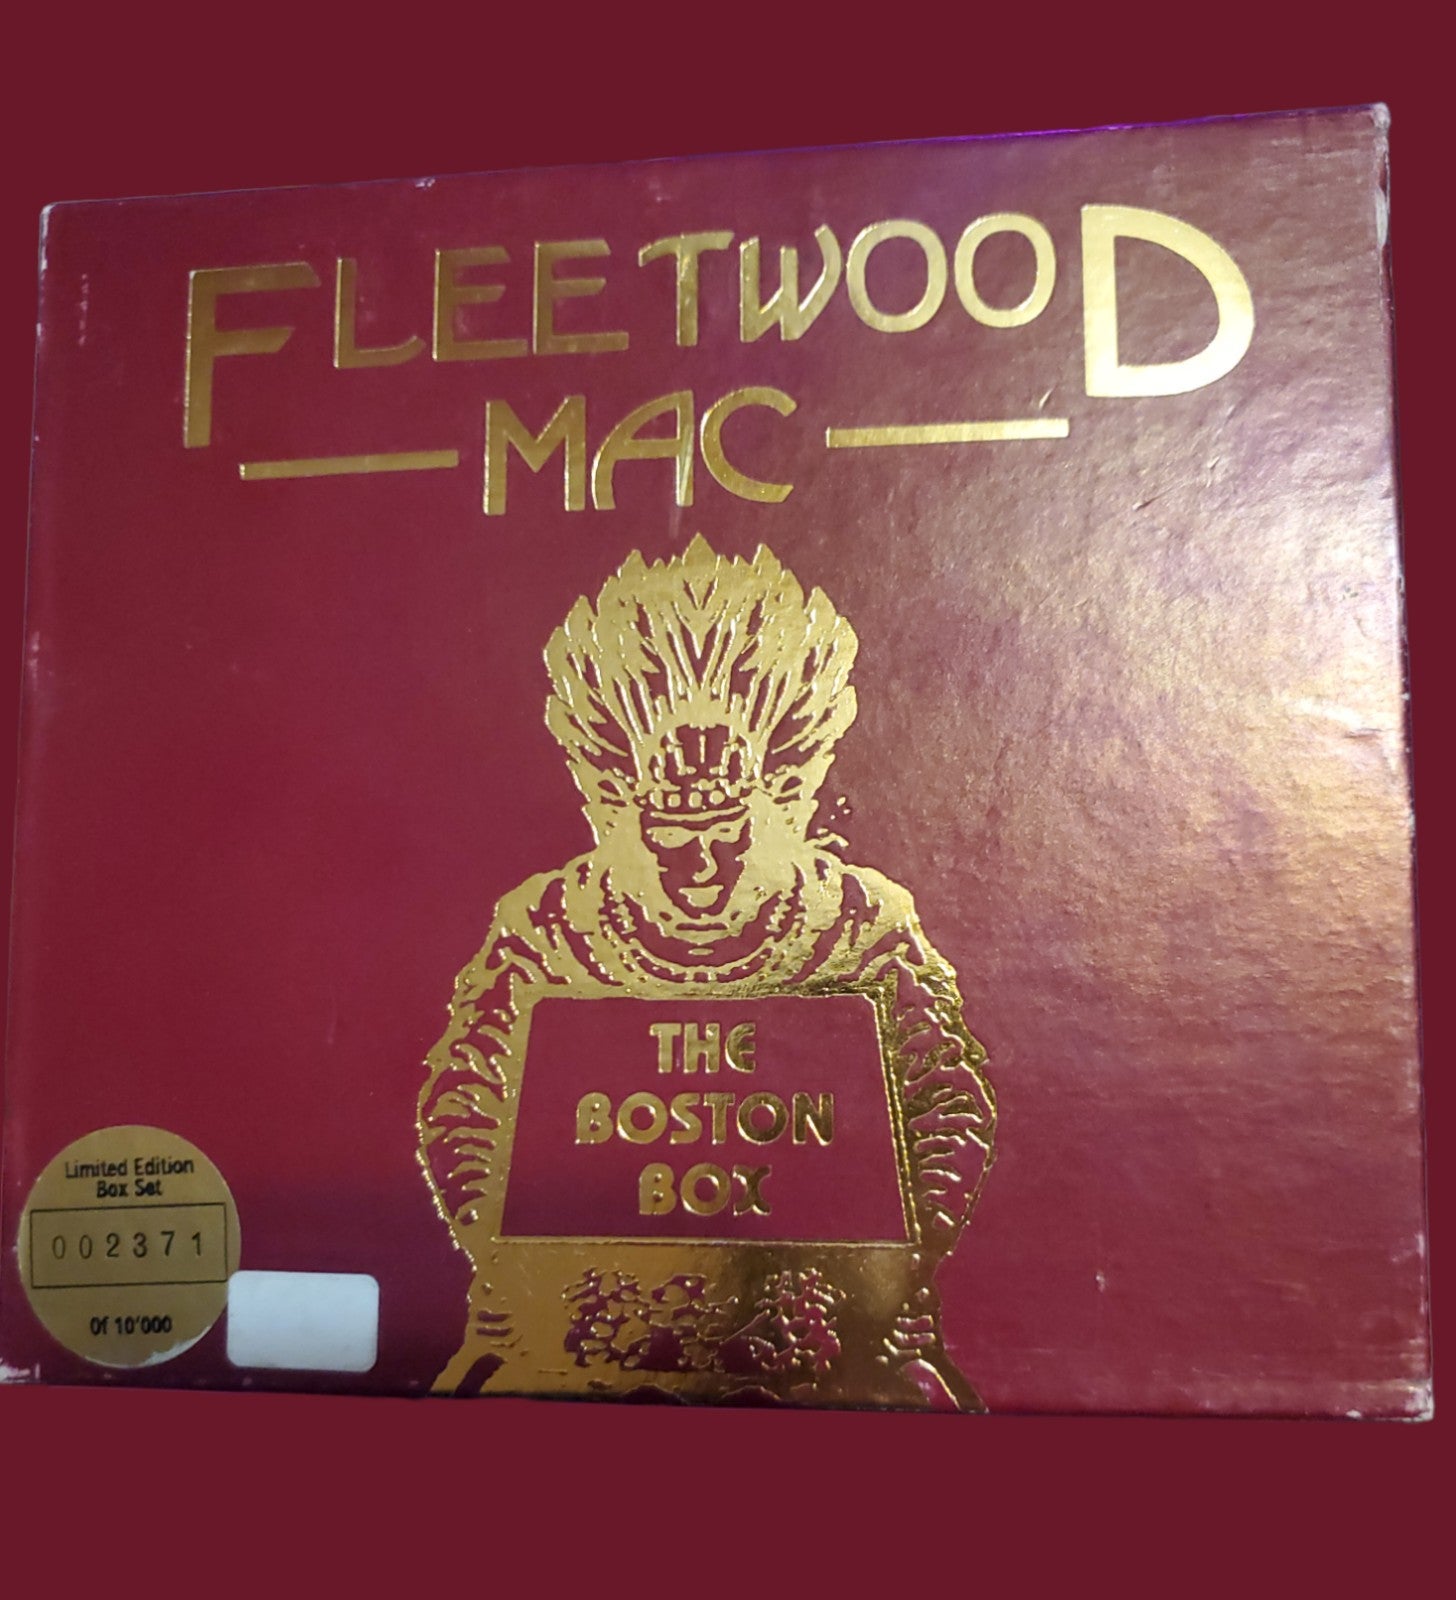 FLEETWOOD
MAC
THE
BOSTON
BOX
Limited Edition
Box Set
002371
Of 10'000